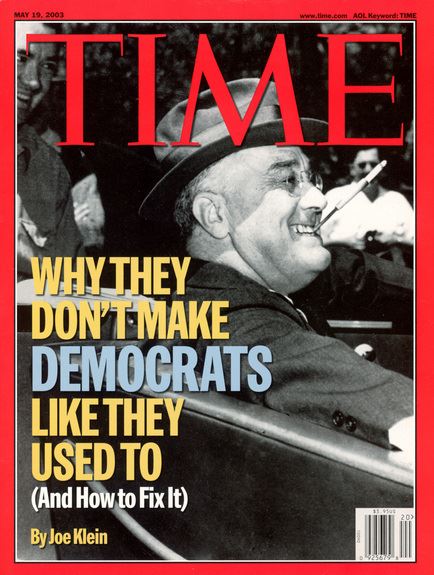 MAY 19, 2003
www.time.com AOL Keyword: TIME
TIME
WHY THEY
DON'T MAKE
DEMOCRATS
LIKE THEY
USED TO
(And How to Fix It)
By Joe Klein
$3.95US
20>